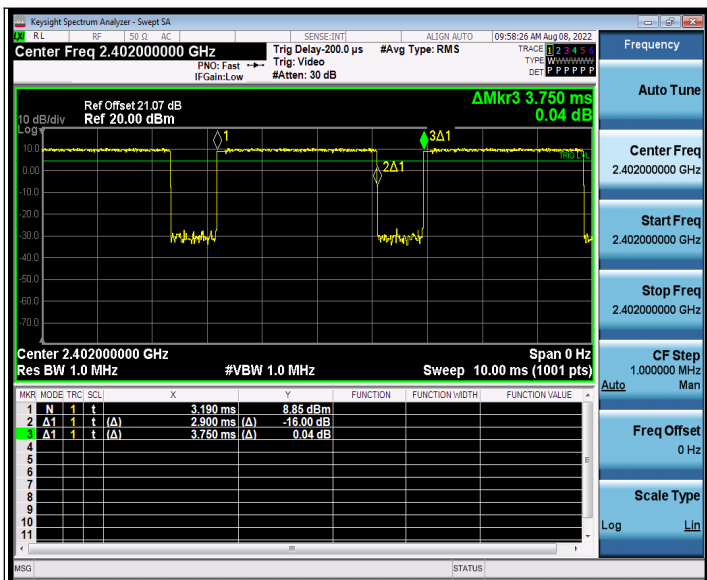 Keysight Spectrum Analyzer - Swept SA
LXI RL RF 50 Ω AC SENSE:INT ALIGN AUTO 09:58:26 AM Aug 08, 2022
Center Freq 2.402000000 GHz
PNO: Fast
IFGain:Low
Trig Delay-200.0 µs
Trig: Video
#Atten: 30 dB
#Avg Type: RMS
TRACE 1 2 3 4 5 6
TYPE WWWWWW
DET P P P P P P
Ref Offset 21.07 dB
10 dB/div Ref 20.00 dBm
Log
ΔMkr3 3.750 ms
0.04 dB
1
3Δ1
2Δ1
TRIG LVL
10.0
0.00
-10.0
-20.0
-30.0
-40.0
-50.0
-60.0
-70.0
Center 2.402000000 GHz Span 0 Hz
Res BW 1.0 MHz #VBW 1.0 MHz Sweep 10.00 ms (1001 pts)
MKR MODE TRC SCL X Y FUNCTION FUNCTION WIDTH FUNCTION VALUE
1 N 1 t 3.190 ms 8.85 dBm
2 Δ1 1 t (Δ) 2.900 ms (Δ) -16.00 dB
3 Δ1 1 t (Δ) 3.750 ms (Δ) 0.04 dB
4
5
6
7
8
9
10
11
MSG STATUS
Frequency
Auto Tune
Center Freq
2.402000000 GHz
Start Freq
2.402000000 GHz
Stop Freq
2.402000000 GHz
CF Step
1.000000 MHz
Auto Man
Freq Offset
0 Hz
Scale Type
Log Lin